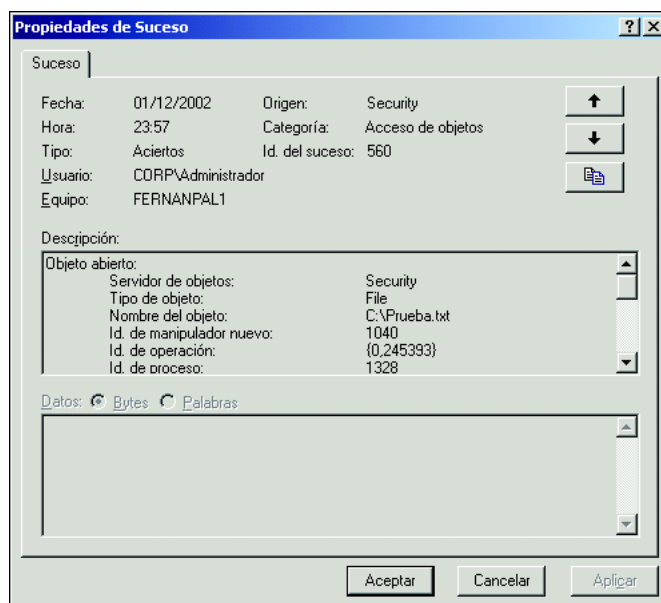 Propiedades de Suceso
Suceso
Fecha: 01/12/2002 Origen: Security
Hora: 23:57 Categoría: Acceso de objetos
Tipo: Aciertos Id. del suceso: 560
Usuario: CORP\Administrador
Equipo: FERNANPAL1
Descripción:
Objeto abierto:
Servidor de objetos: Security
Tipo de objeto: File
Nombre del objeto: C:\Prueba.txt
Id. de manipulador nuevo: 1040
Id. de operación: {0,245393}
Id. de proceso: 1328
Datos: Bytes Palabras
Aceptar Cancelar Aplicar